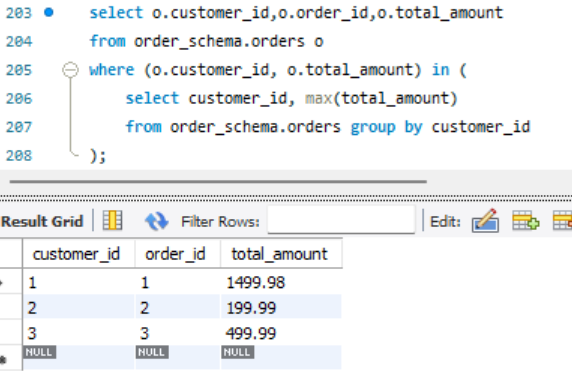 203 select o.customer_id,o.order_id,o.total_amount
204 from order_schema.orders o
205 where (o.customer_id, o.total_amount) in (
206 select customer_id, max(total_amount)
207 from order_schema.orders group by customer_id
208 );
Result Grid Filter Rows: Edit:
customer_id order_id total_amount
1 1 1499.98
2 2 199.99
3 3 499.99
NULL NULL NULL